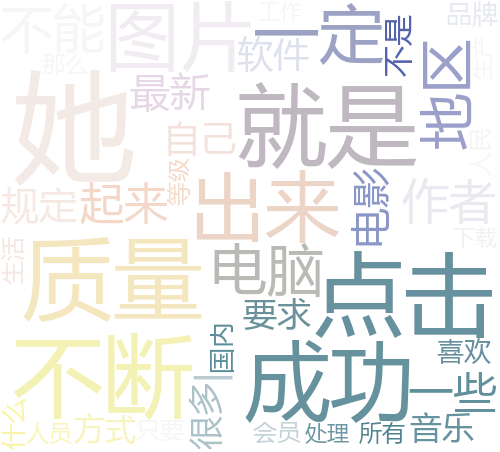 不能
图片
一定
不是
品牌
工作
那么
软件
生产
最新
地区
她
就是
自己
等级
人民
规定
起来
出来
电影
作者
下载
生活
质量
电脑
点击
要求
国内
不断
成功
喜欢
一些
什么
人员
方式
只要
很多
会员
处理
所有
音乐